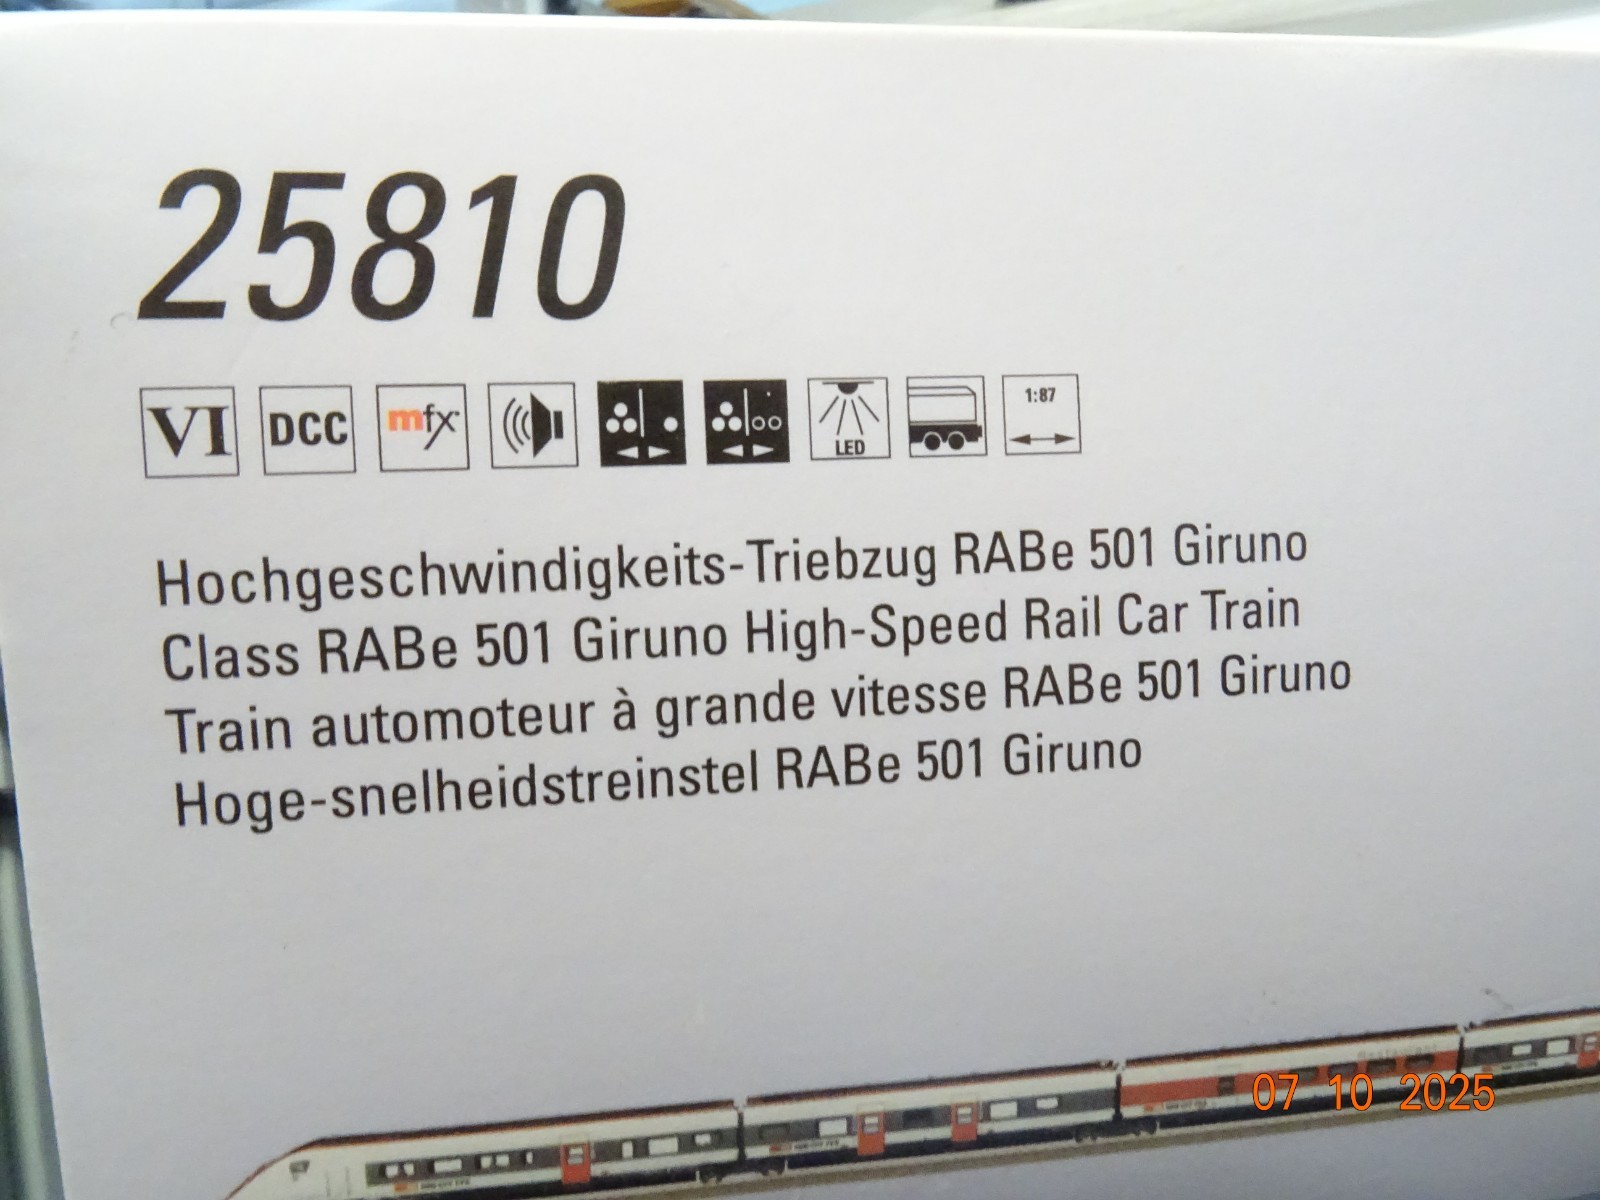 25810
VI DCC mfx LED 1:87
Hochgeschwindigkeits-Triebzug RABe 501 Giruno
Class RABe 501 Giruno High-Speed Rail Car Train
Train automoteur à grande vitesse RABe 501 Giruno
Hoge-snelheidstreinstel RABe 501 Giruno
07 10 2025